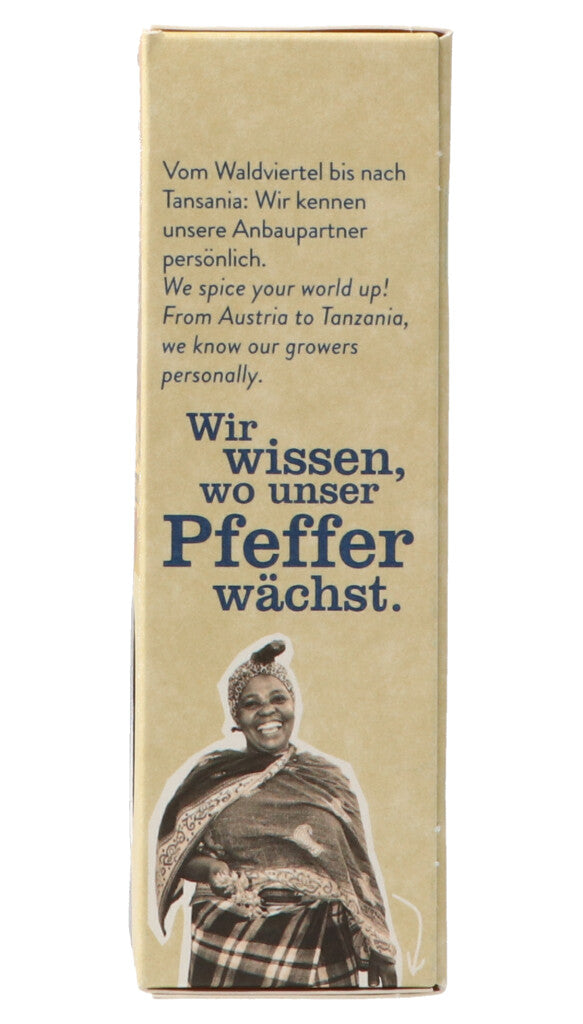 Vom Waldviertel bis nach
Tansania: Wir kennen
unsere Anbaupartner
persönlich.
We spice your world up!
From Austria to Tanzania,
we know our growers
personally.
Wir
wissen,
wo unser
Pfeffer
wächst.